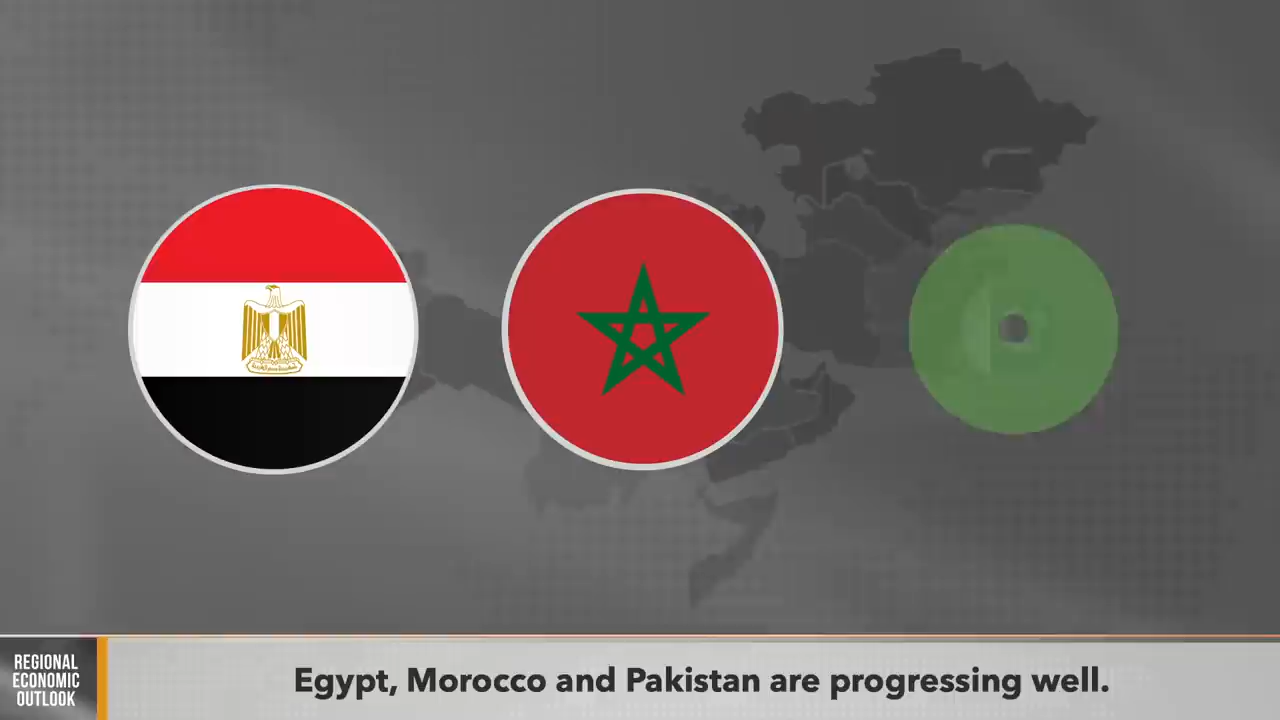 REGIONAL
ECONOMIC
OUTLOOK
Egypt, Morocco and Pakistan are progressing well.